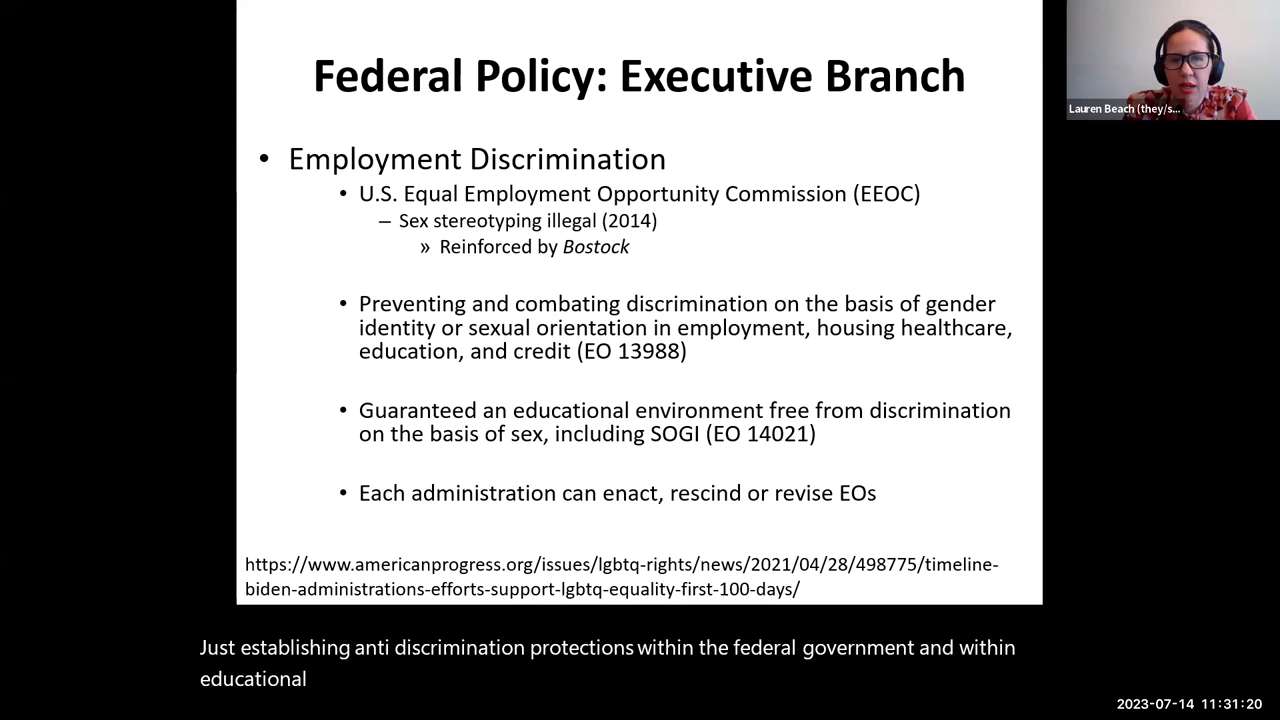 Federal Policy: Executive Branch
Lauren Beach (they/s...
• Employment Discrimination
• U.S. Equal Employment Opportunity Commission (EEOC)
– Sex stereotyping illegal (2014)
» Reinforced by Bostock
• Preventing and combating discrimination on the basis of gender
identity or sexual orientation in employment, housing healthcare,
education, and credit (EO 13988)
• Guaranteed an educational environment free from discrimination
on the basis of sex, including SOGI (EO 14021)
• Each administration can enact, rescind or revise EOs
https://www.americanprogress.org/issues/lgbtq-rights/news/2021/04/28/498775/timeline-
biden-administrations-efforts-support-lgbtq-equality-first-100-days/
Just establishing anti discrimination protections within the federal government and within
educational
2023-07-14 11:31:20